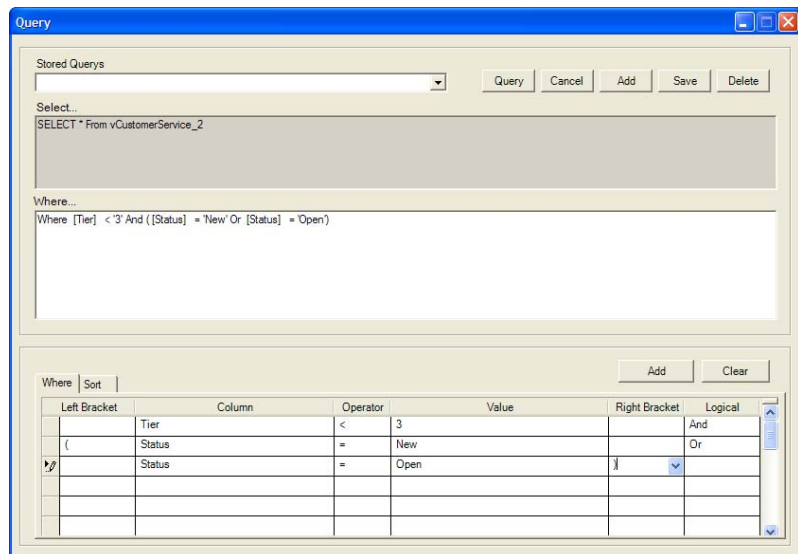 Query
Stored Querys
Query Cancel Add Save Delete
Select...
SELECT * From vCustomerService_2
Where...
Where [Tier] < '3' And ( [Status] = 'New' Or [Status] = 'Open')
Add Clear
Where Sort
Left Bracket Column Operator Value Right Bracket Logical
Tier < 3 And
( Status = New Or
Status = Open )